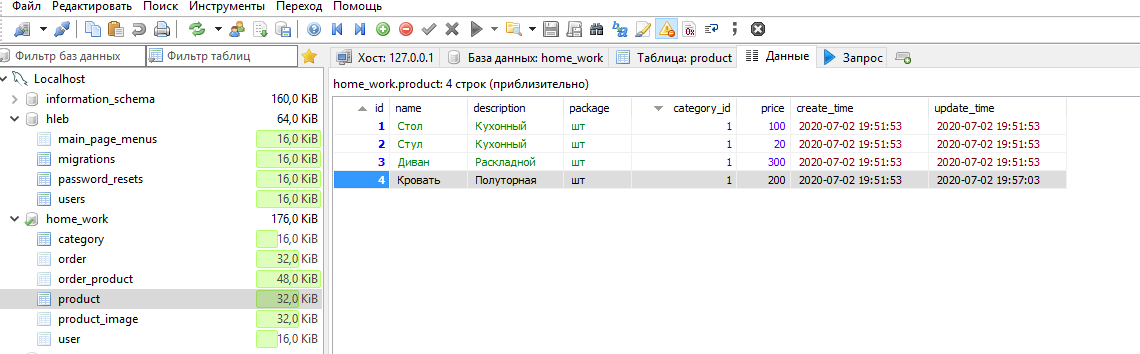 Файл Редактировать Поиск Инструменты Переход Помощь
Фильтр баз данных Фильтр таблиц Хост: 127.0.0.1 База данных: home_work Таблица: product Данные Запрос
Localhost
information_schema 160,0 KiB
hleb 64,0 KiB
main_page_menus 16,0 KiB
migrations 16,0 KiB
password_resets 16,0 KiB
users 16,0 KiB
home_work 176,0 KiB
category 16,0 KiB
order 32,0 KiB
order_product 48,0 KiB
product 32,0 KiB
product_image 32,0 KiB
user 16,0 KiB
home_work.product: 4 строк (приблизительно)
id name description package category_id price create_time update_time
1 Стол Кухонный шт 1 100 2020-07-02 19:51:53 2020-07-02 19:51:53
2 Стул Кухонный шт 1 20 2020-07-02 19:51:53 2020-07-02 19:51:53
3 Диван Раскладной шт 1 300 2020-07-02 19:51:53 2020-07-02 19:51:53
4 Кровать Полуторная шт 1 200 2020-07-02 19:51:53 2020-07-02 19:57:03